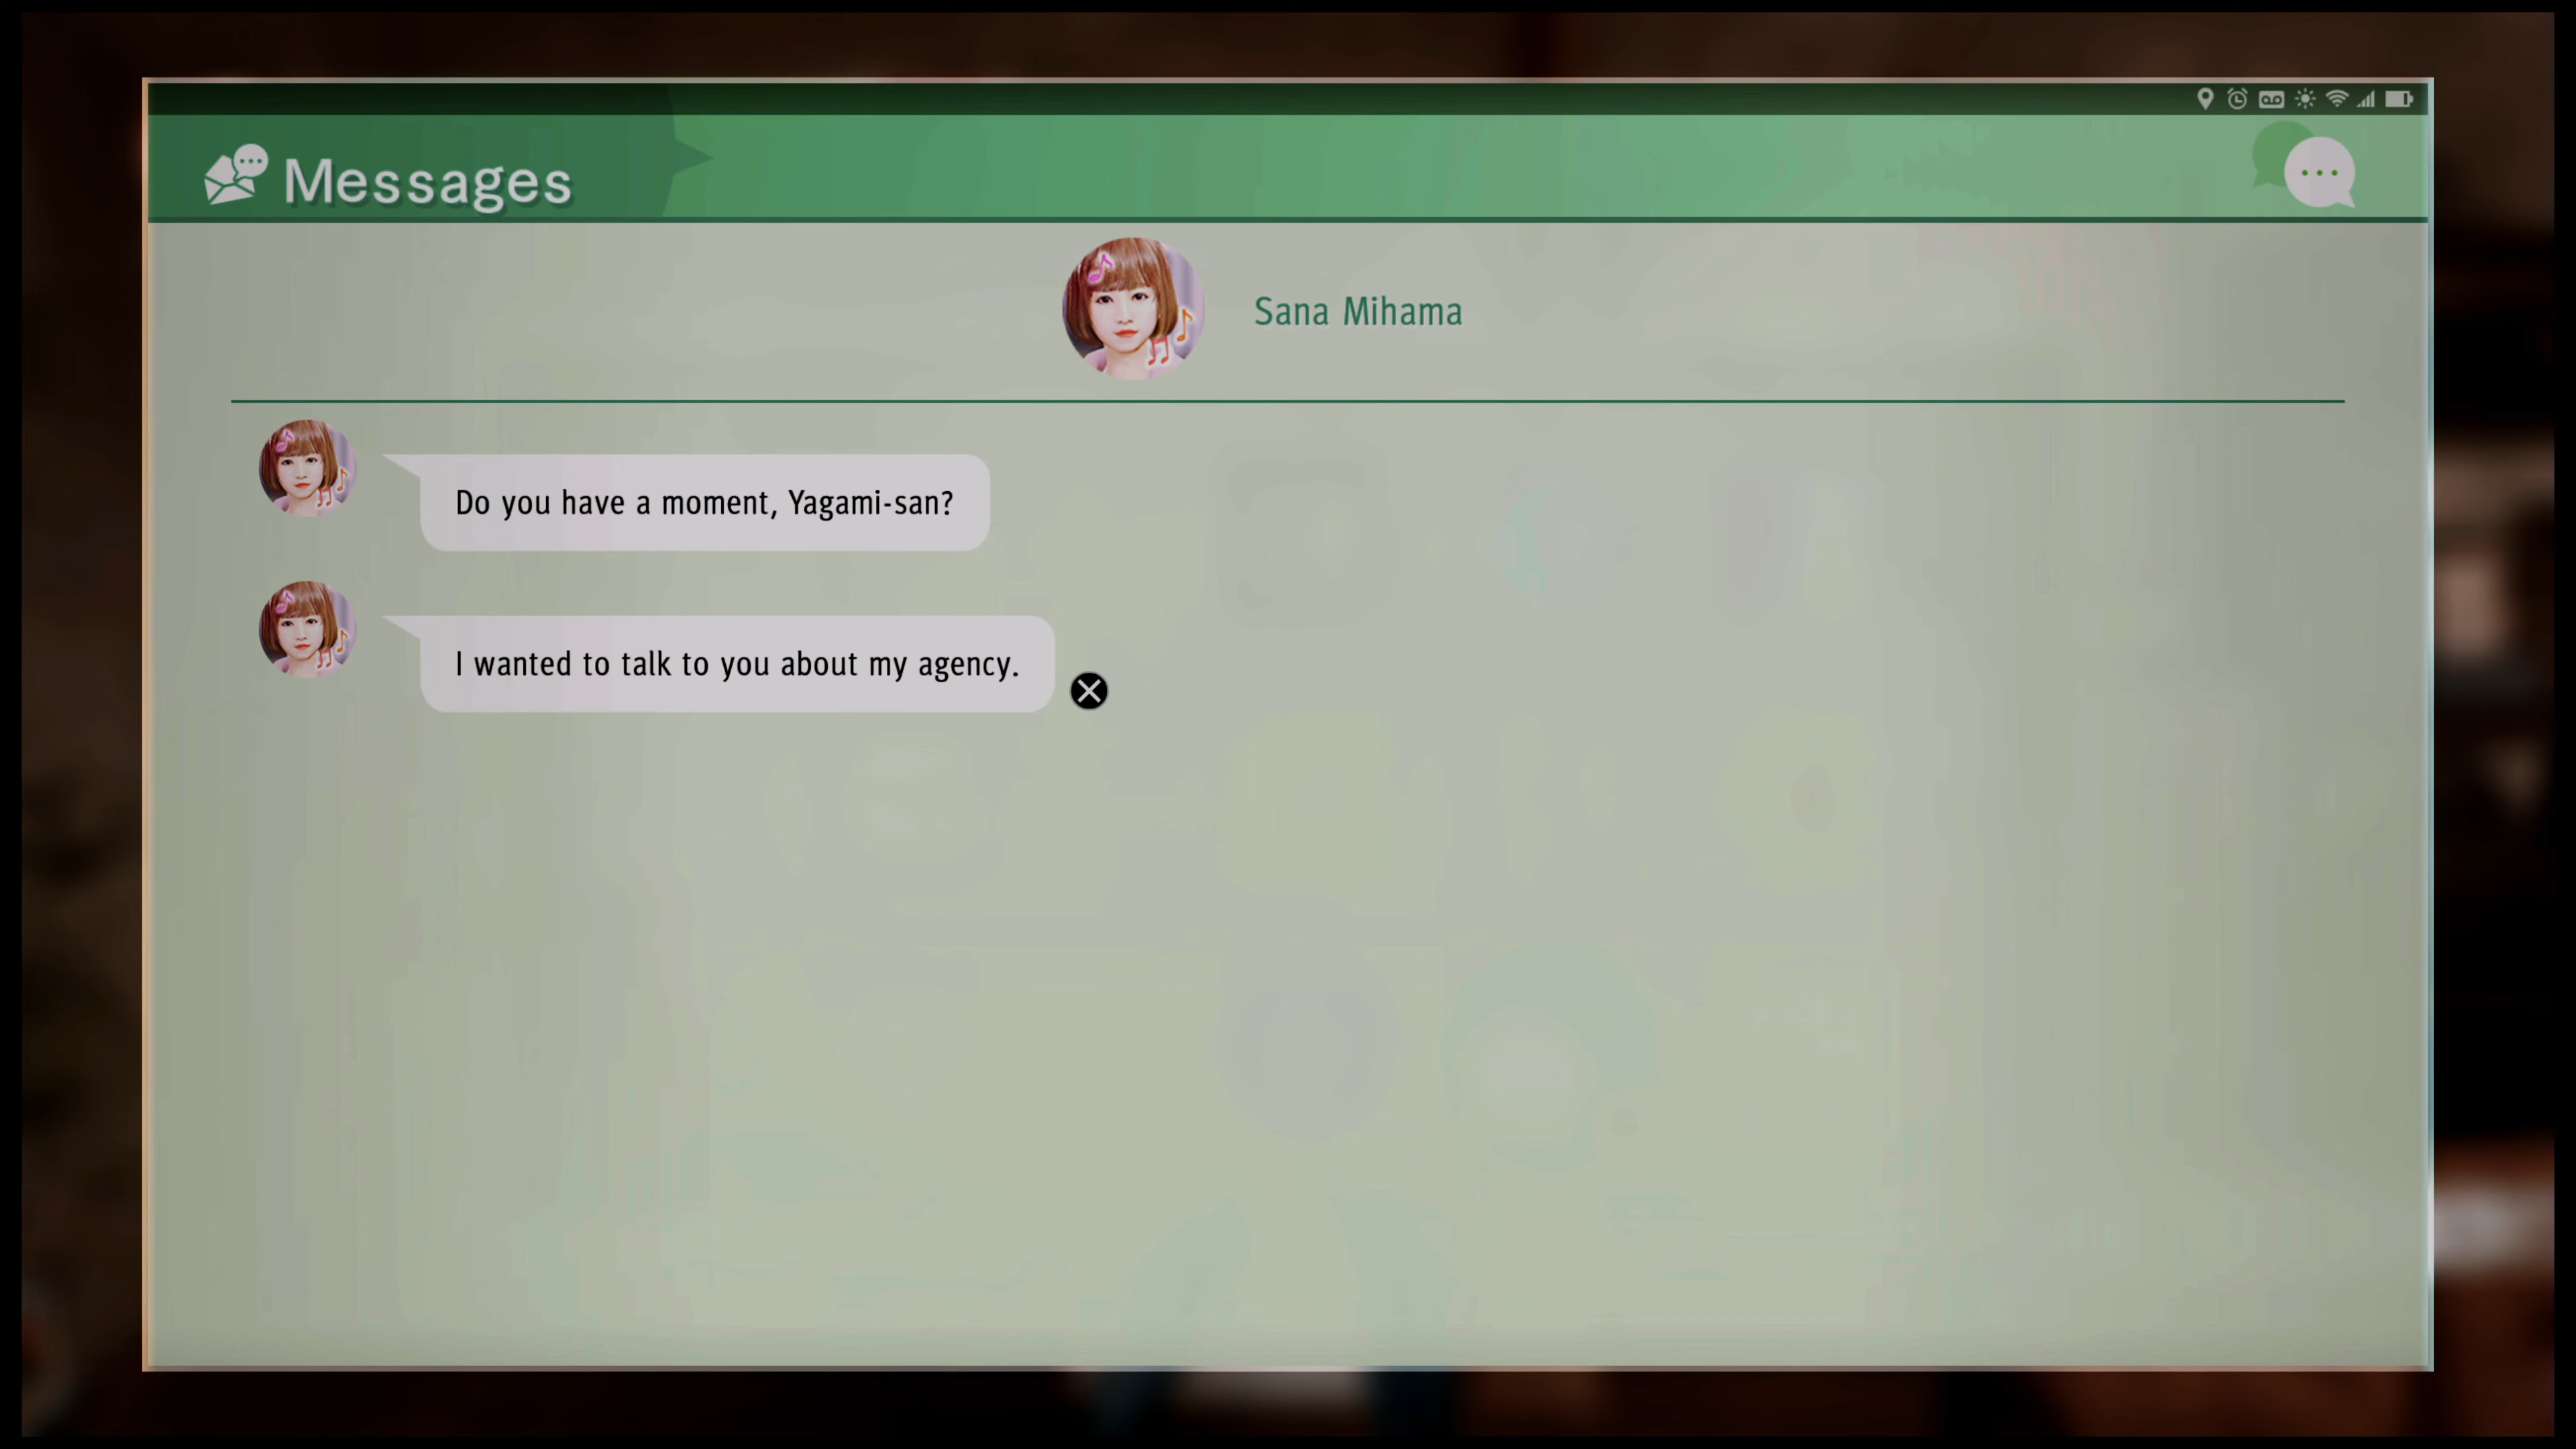 Messages
Sana Mihama
Do you have a moment, Yagami-san?
I wanted to talk to you about my agency.